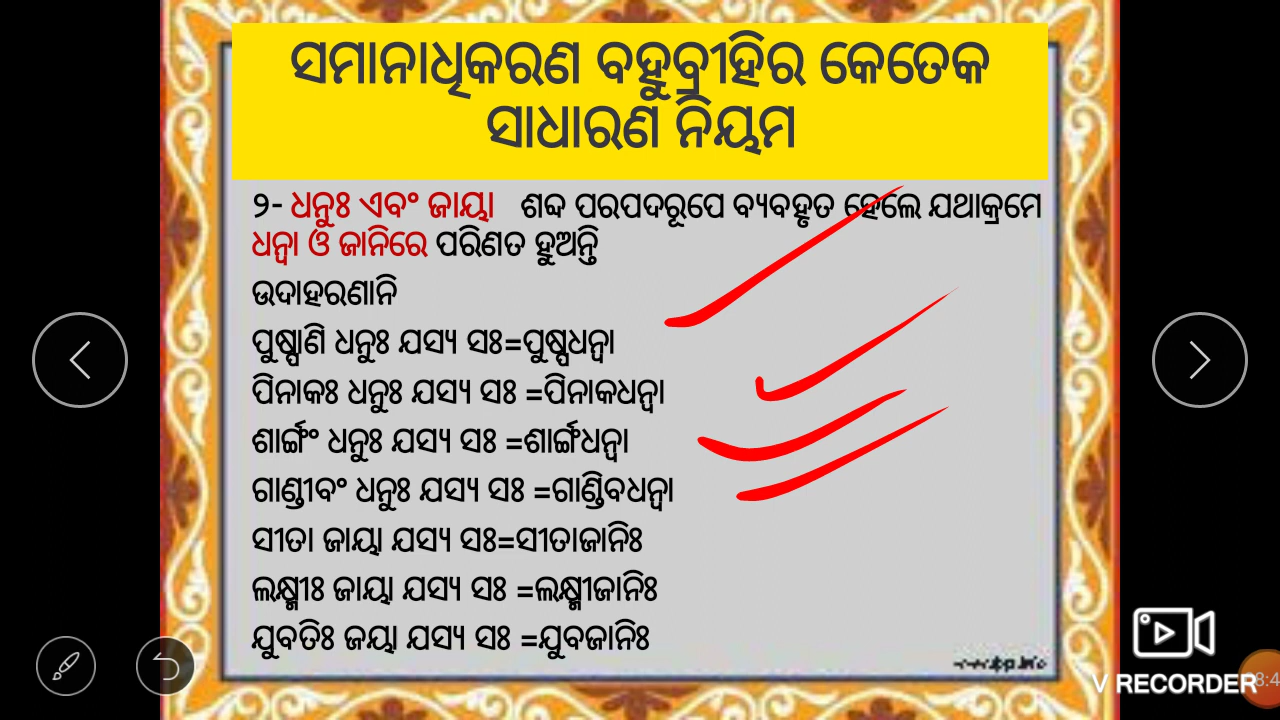 ସମାନାଧିକରଣ ବହୁବ୍ରୀହିର କେତେକ
ସାଧାରଣ ନିୟମ
୨- ଧନୁଃ ଏବଂ ଜାୟା ଶବ୍ଦ ପରପଦରୂପେ ବ୍ୟବହୃତ ହେଲେ ଯଥାକ୍ରମେ
ଧନ୍ୱା ଓ ଜାନିରେ ପରିଣତ ହୁଅନ୍ତି
ଉଦାହରଣାନି
ପୁଷ୍ପାଣି ଧନୁଃ ଯସ୍ୟ ସଃ=ପୁଷ୍ପଧନ୍ୱା
ପିନାକଃ ଧନୁଃ ଯସ୍ୟ ସଃ =ପିନାକଧନ୍ୱା
ଶାର୍ଙ୍ଗଂ ଧନୁଃ ଯସ୍ୟ ସଃ =ଶାର୍ଙ୍ଗଧନ୍ୱା
ଗାଣ୍ଡୀବଂ ଧନୁଃ ଯସ୍ୟ ସଃ =ଗାଣ୍ଡିବଧନ୍ୱା
ସୀତା ଜାୟା ଯସ୍ୟ ସଃ=ସୀତାଜାନିଃ
ଲକ୍ଷ୍ମୀଃ ଜାୟା ଯସ୍ୟ ସଃ =ଲକ୍ଷ୍ମୀଜାନିଃ
ଯୁବତିଃ ଜୟା ଯସ୍ୟ ସଃ =ଯୁବଜାନିଃ
V RECORDER